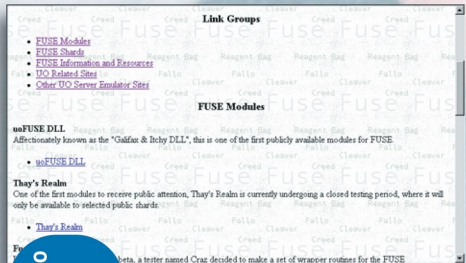 Link Groups
FUSE Modules
FUSE Shards
FUSE Information and Resources
UO Related Sites
Other UO Server Emulator Sites
FUSE Modules
uoFUSE DLL
Affectionately known as the "Galifax & Itchy DLL", this is one of the first publicly available modules for FUSE.
uoFUSE DLL
Thay's Realm
One of the first modules to receive public attention, Thay's Realm is currently undergoing a closed testing period, where it will
only be available to selected public shards.
Thay's Realm
beta, a tester named Craz decided to make a set of wrapper routines for the FUSE